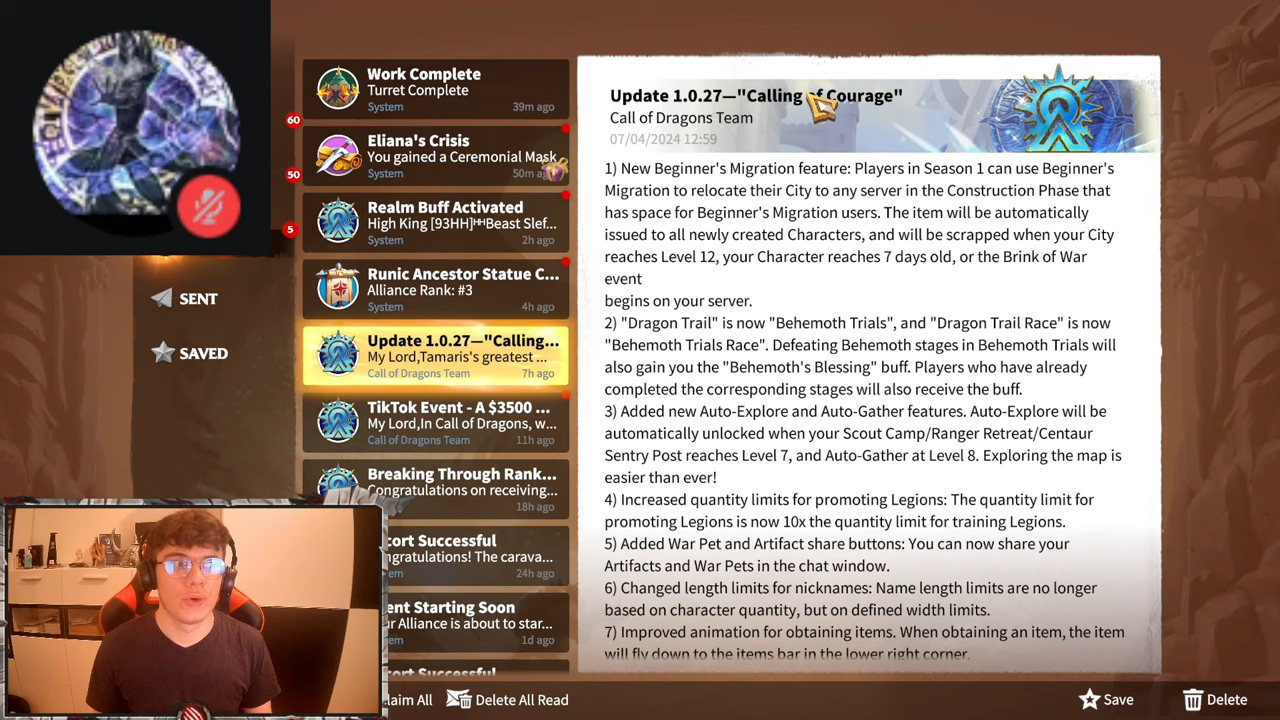 60
50
5
SENT
SAVED
Work Complete
Turret Complete
System
39m ago
Eliana's Crisis
You gained a Ceremonial Mask
System
50m ag
Realm Buff Activated
High King [93HH]ᴴᴴBeast Slef...
System
2h ago
Runic Ancestor Statue C...
Alliance Rank: #3
System
4h ago
Update 1.0.27—"Calling...
My Lord,Tamaris's greatest ...
Call of Dragons Team
7h ago
TikTok Event - A $3500 ...
My Lord,In Call of Dragons, w...
Call of Dragons Team
11h ago
Breaking Through Rank...
Congratulations on receiving...
18h ago
cort Successful
ngratulations! The carava...
em
24h ago
ent Starting Soon
ur Alliance is about to star...
em
1d ago
cort Successful
laim All
Delete All Read
Update 1.0.27—"Calling of Courage"
Call of Dragons Team
07/04/2024 12:59
1) New Beginner's Migration feature: Players in Season 1 can use Beginner's
Migration to relocate their City to any server in the Construction Phase that
has space for Beginner's Migration users. The item will be automatically
issued to all newly created Characters, and will be scrapped when your City
reaches Level 12, your Character reaches 7 days old, or the Brink of War
event
begins on your server.
2) "Dragon Trail" is now "Behemoth Trials", and "Dragon Trail Race" is now
"Behemoth Trials Race". Defeating Behemoth stages in Behemoth Trials will
also gain you the "Behemoth's Blessing" buff. Players who have already
completed the corresponding stages will also receive the buff.
3) Added new Auto-Explore and Auto-Gather features. Auto-Explore will be
automatically unlocked when your Scout Camp/Ranger Retreat/Centaur
Sentry Post reaches Level 7, and Auto-Gather at Level 8. Exploring the map is
easier than ever!
4) Increased quantity limits for promoting Legions: The quantity limit for
promoting Legions is now 10x the quantity limit for training Legions.
5) Added War Pet and Artifact share buttons: You can now share your
Artifacts and War Pets in the chat window.
6) Changed length limits for nicknames: Name length limits are no longer
based on character quantity, but on defined width limits.
7) Improved animation for obtaining items. When obtaining an item, the item
will fly down to the items bar in the lower right corner.
Save
Delete